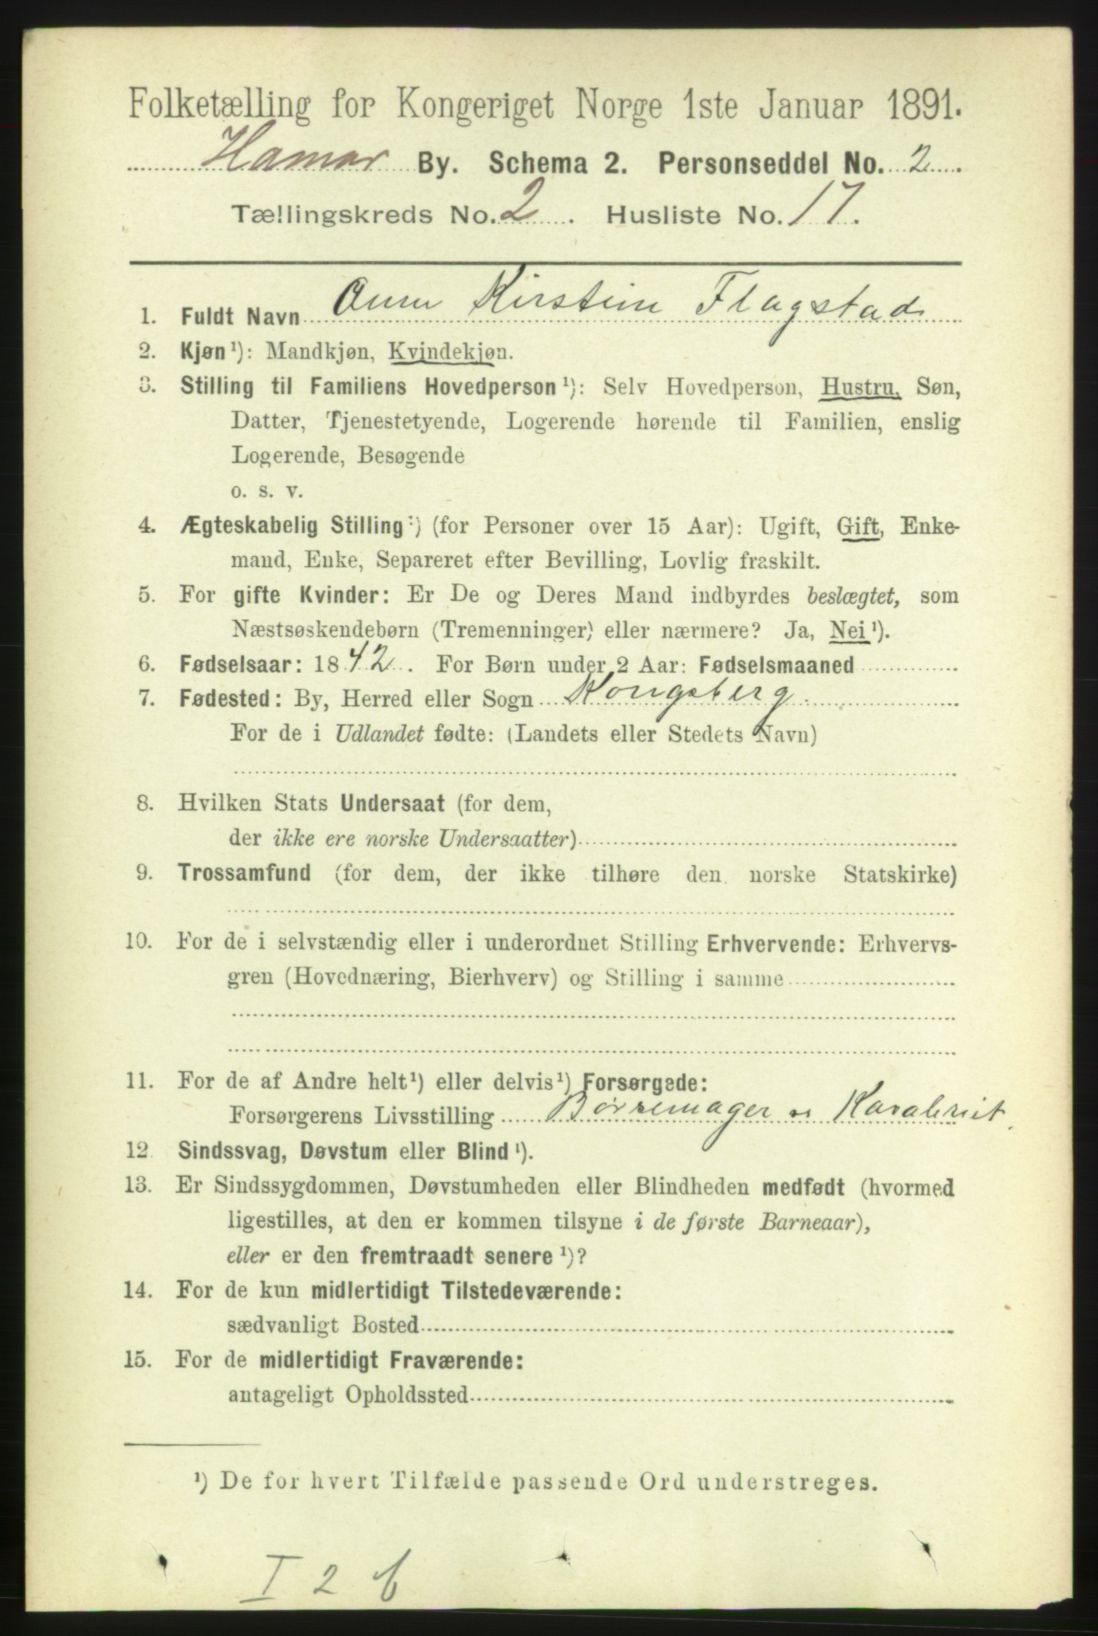 Folketælling for Kongeriget Norge 1ste Januar 1891.
Hamar By. Schema 2. Personseddel No. 2
Tællingskreds No. 2. Husliste No. 17.
1. Fuldt Navn Kirstine Flagstad
2. Kjøn¹): Mandkjøn, Kvindekjøn.
3. Stilling til Familiens Hovedperson¹): Selv Hovedperson, Hustru, Søn,
Datter, Tjenestetyende, Logerende hørende til Familien, enslig
Logerende, Besøgende
o. s. v.
4. Ægteskabelig Stilling¹) (for Personer over 15 Aar): Ugift, Gift, Enke-
mand, Enke, Separeret efter Bevilling, Lovlig fraskilt.
5. For gifte Kvinder: Er De og Deres Mand indbyrdes beslægtet, som
Næstsøskendebørn (Tremenninger) eller nærmere? Ja, Nei¹).
6. Fødselsaar: 1842. For Børn under 2 Aar: Fødselsmaaned
7. Fødested: By, Herred eller Sogn Kongsberg
For de i Udlandet fødte: (Landets eller Stedets Navn)
8. Hvilken Stats Undersaat (for dem,
der ikke ere norske Undersaatter)
9. Trossamfund (for dem, der ikke tilhøre den norske Statskirke)
10. For de i selvstændig eller i underordnet Stilling Erhvervende: Erhvervs-
gren (Hovednæring, Bierhverv) og Stilling i samme
11. For de af Andre helt¹) eller delvis¹) Forsørgede:
Forsørgerens Livsstilling Børsemager
12 Sindssvag, Døvstum eller Blind¹).
13. Er Sindssygdommen, Døvstumheden eller Blindheden medfødt (hvormed
ligestilles, at den er kommen tilsyne i de første Barneaar),
eller er den fremtraadt senere¹)?
14. For de kun midlertidigt Tilstedeværende:
sædvanligt Bosted
15. For de midlertidigt Fraværende:
antageligt Opholdssted
¹) De for hvert Tilfælde passende Ord understreges.
I 2 b